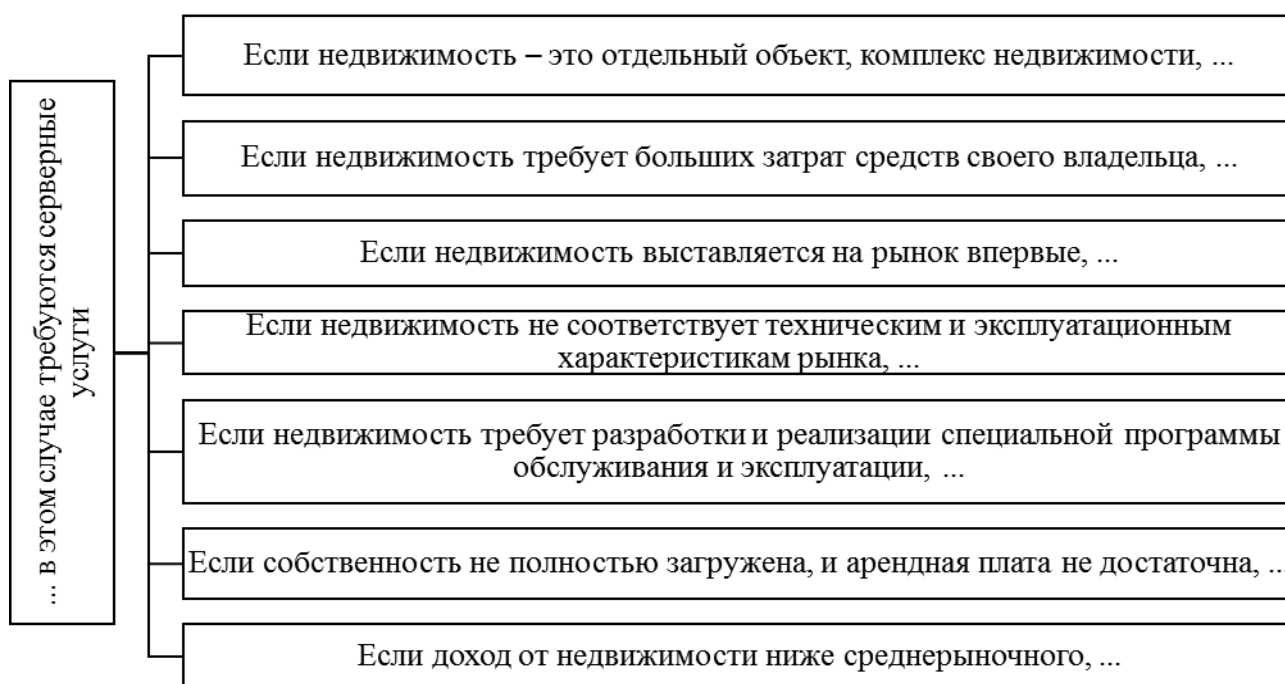 ... в этом случае требуются серверные
услуги
Если недвижимость – это отдельный объект, комплекс недвижимости, ...
Если недвижимость требует больших затрат средств своего владельца, ...
Если недвижимость выставляется на рынок впервые, ...
Если недвижимость не соответствует техническим и эксплуатационным
характеристикам рынка, ...
Если недвижимость требует разработки и реализации специальной программы
обслуживания и эксплуатации, ...
Если собственность не полностью загружена, и арендная плата не достаточна, ...
Если доход от недвижимости ниже среднерыночного, ...